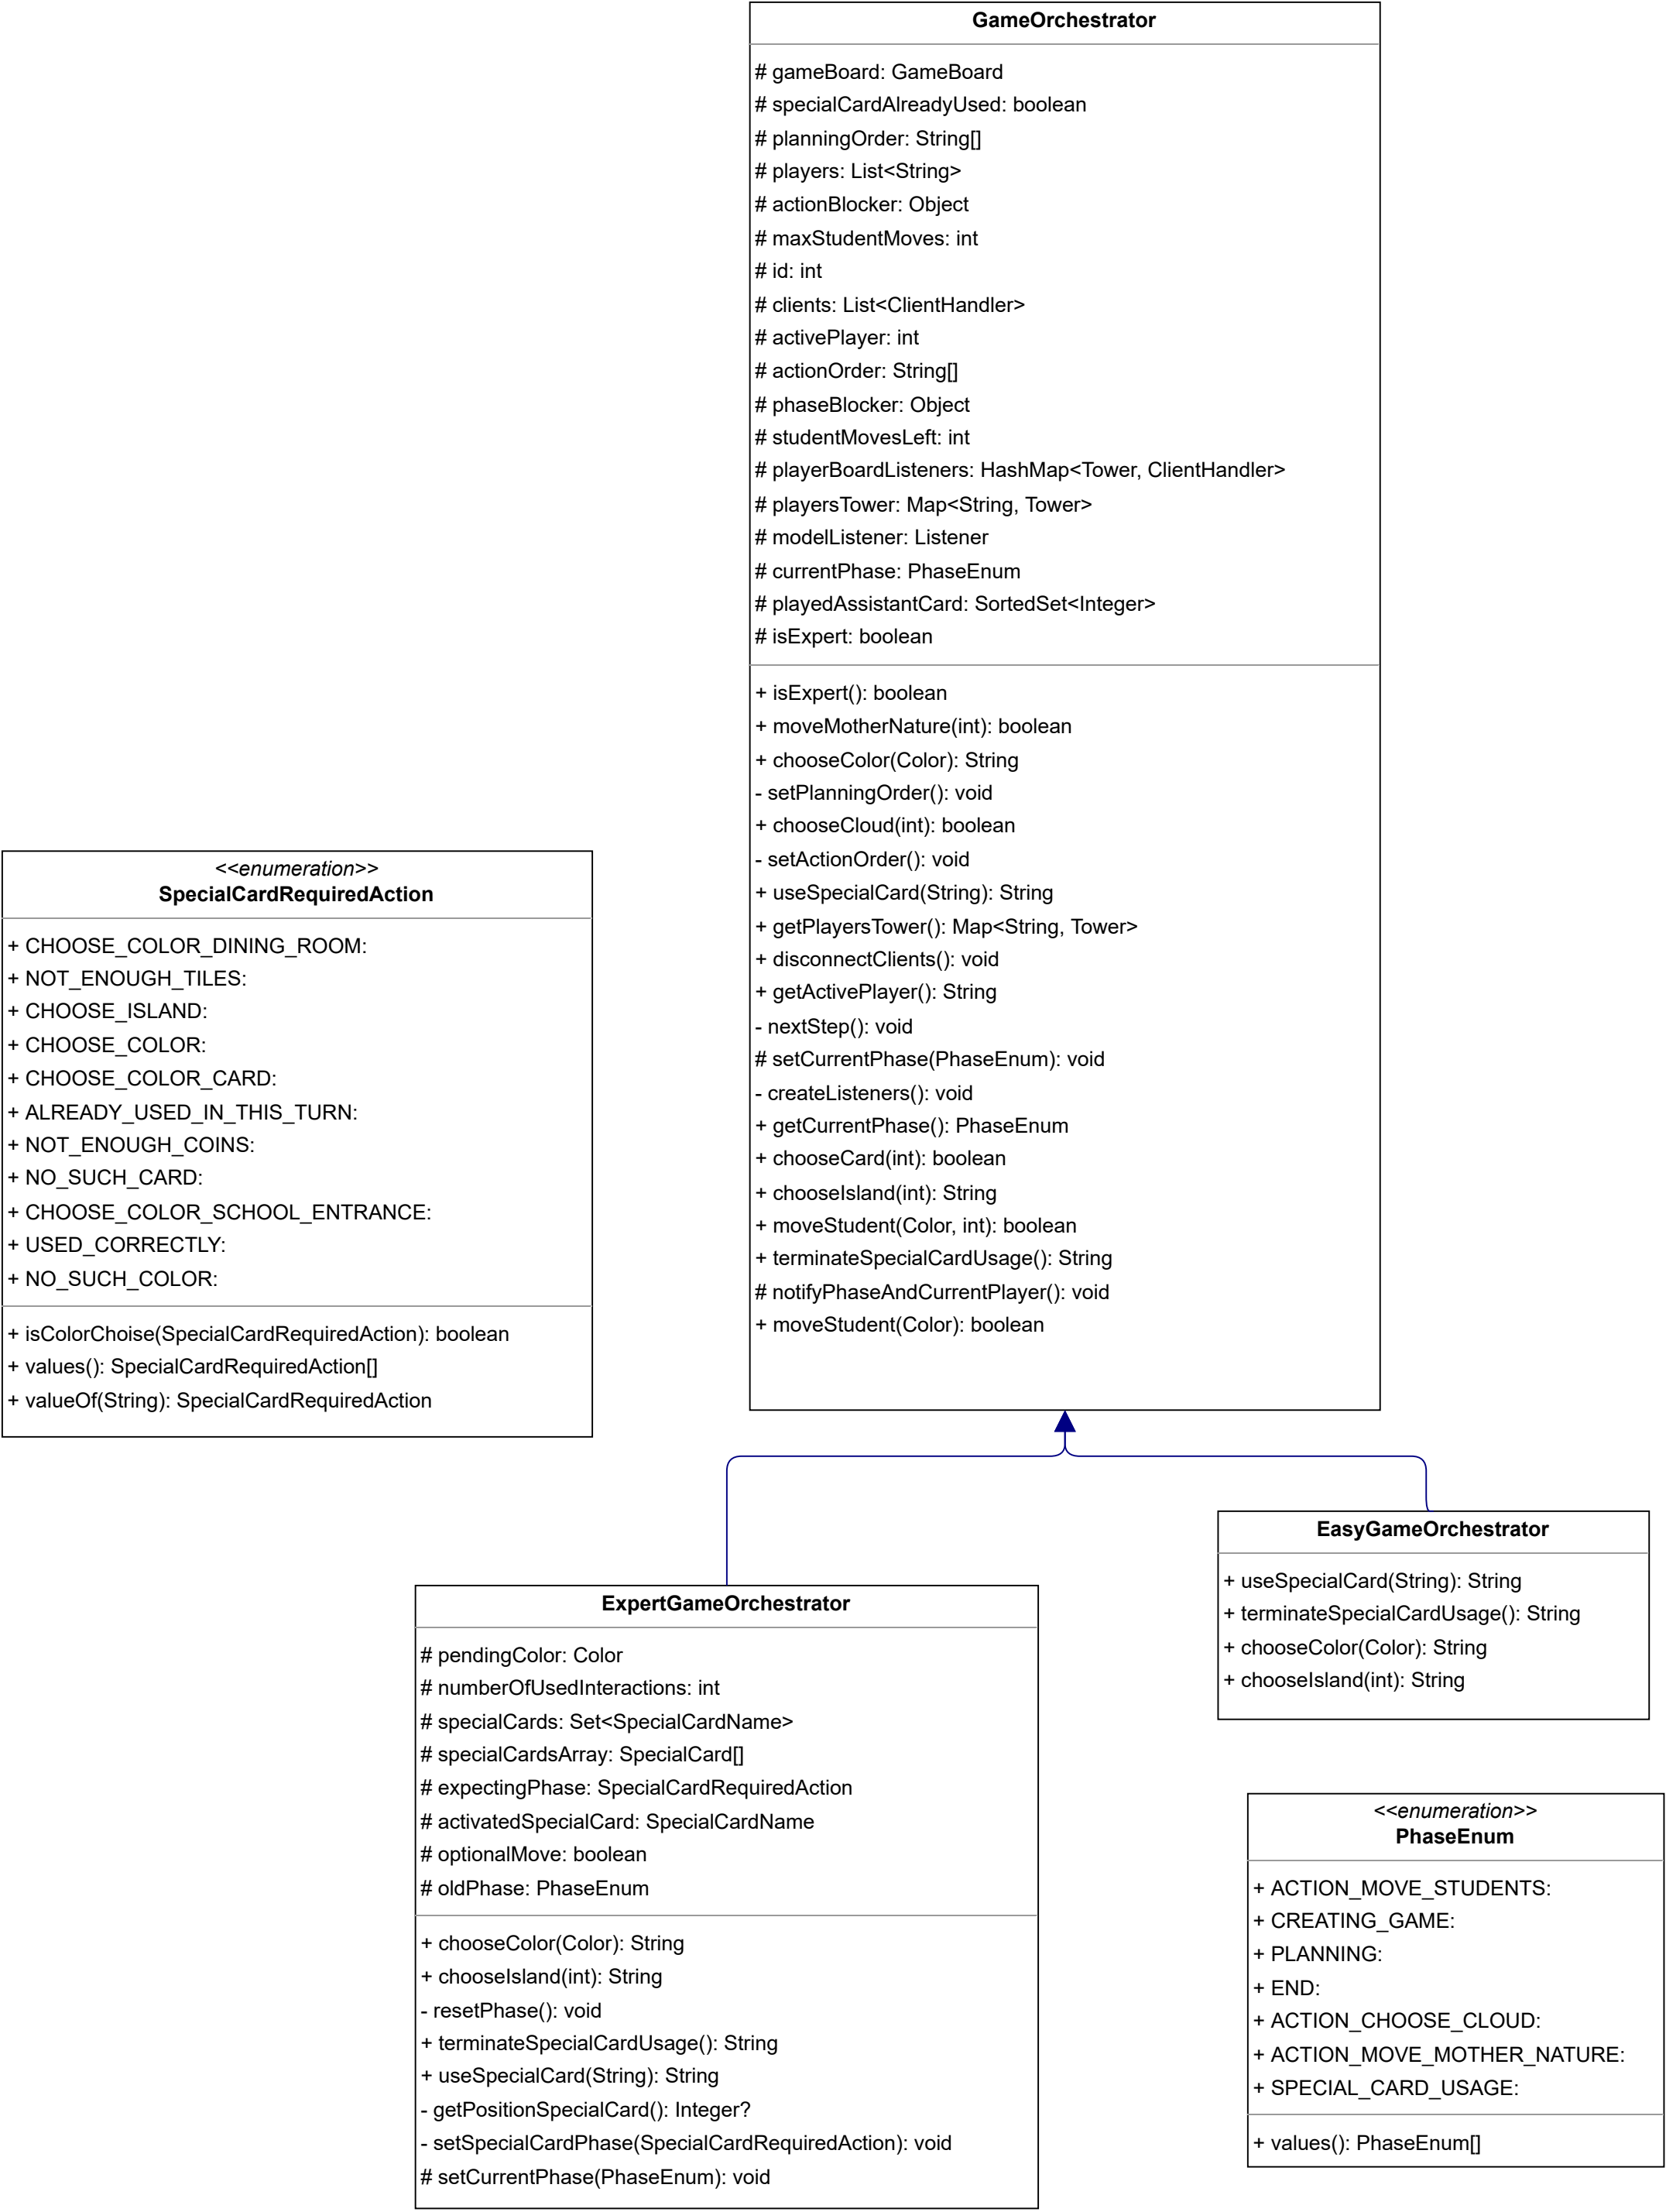 GameOrchestrator
# gameBoard: GameBoard
# specialCardAlreadyUsed: boolean
# planningOrder: String[]
# players: List<String>
# actionBlocker: Object
# maxStudentMoves: int
# id: int
# clients: List<ClientHandler>
# activePlayer: int
# actionOrder: String[]
# phaseBlocker: Object
# studentMovesLeft: int
# playerBoardListeners: HashMap<Tower, ClientHandler>
# playersTower: Map<String, Tower>
# modelListener: Listener
# currentPhase: PhaseEnum
# playedAssistantCard: SortedSet<Integer>
# isExpert: boolean
+ isExpert(): boolean
+ moveMotherNature(int): boolean
+ chooseColor(Color): String
- setPlanningOrder(): void
+ chooseCloud(int): boolean
- setActionOrder(): void
+ useSpecialCard(String): String
+ getPlayersTower(): Map<String, Tower>
+ disconnectClients(): void
+ getActivePlayer(): String
- nextStep(): void
# setCurrentPhase(PhaseEnum): void
- createListeners(): void
+ getCurrentPhase(): PhaseEnum
+ chooseCard(int): boolean
+ chooseIsland(int): String
+ moveStudent(Color, int): boolean
+ terminateSpecialCardUsage(): String
# notifyPhaseAndCurrentPlayer(): void
+ moveStudent(Color): boolean
<<enumeration>>
SpecialCardRequiredAction
+ CHOOSE_COLOR_DINING_ROOM:
+ NOT_ENOUGH_TILES:
+ CHOOSE_ISLAND:
+ CHOOSE_COLOR:
+ CHOOSE_COLOR_CARD:
+ ALREADY_USED_IN_THIS_TURN:
+ NOT_ENOUGH_COINS:
+ NO_SUCH_CARD:
+ CHOOSE_COLOR_SCHOOL_ENTRANCE:
+ USED_CORRECTLY:
+ NO_SUCH_COLOR:
+ isColorChoise(SpecialCardRequiredAction): boolean
+ values(): SpecialCardRequiredAction[]
+ valueOf(String): SpecialCardRequiredAction
EasyGameOrchestrator
+ useSpecialCard(String): String
+ terminateSpecialCardUsage(): String
+ chooseColor(Color): String
+ chooseIsland(int): String
ExpertGameOrchestrator
# pendingColor: Color
# numberOfUsedInteractions: int
# specialCards: Set<SpecialCardName>
# specialCardsArray: SpecialCard[]
# expectingPhase: SpecialCardRequiredAction
# activatedSpecialCard: SpecialCardName
# optionalMove: boolean
# oldPhase: PhaseEnum
+ chooseColor(Color): String
+ chooseIsland(int): String
- resetPhase(): void
+ terminateSpecialCardUsage(): String
+ useSpecialCard(String): String
- getPositionSpecialCard(): Integer?
- setSpecialCardPhase(SpecialCardRequiredAction): void
# setCurrentPhase(PhaseEnum): void
<<enumeration>>
PhaseEnum
+ ACTION_MOVE_STUDENTS:
+ CREATING_GAME:
+ PLANNING:
+ END:
+ ACTION_CHOOSE_CLOUD:
+ ACTION_MOVE_MOTHER_NATURE:
+ SPECIAL_CARD_USAGE:
+ values(): PhaseEnum[]